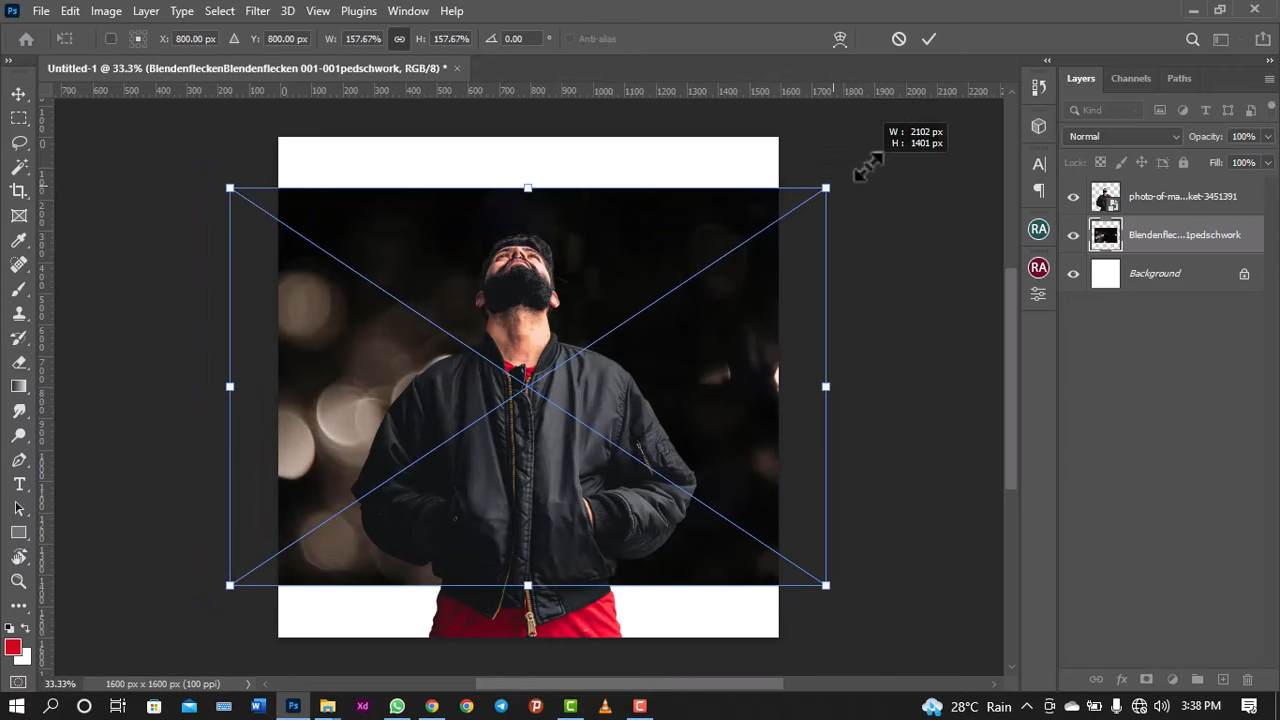 Ps File Edit Image Layer Type Select Filter 3D View Plugins Window Help
X: 800.00 px Y: 800.00 px W: 157.67% H: 157.67% 0.00 ° Anti-alias
Untitled-1 @ 33.3% (BlendenfleckenBlendenflecken 001-001pedschwork, RGB/8) *
700 600 500 400 300 200 100 0 100 200 300 400 500 600 700 800 900 1000 1100 1200 1300 1400 1500 1600 1700 1800 1900 2000 2100 2200
W : 2102 px
H : 1401 px
Layers Channels Paths
Kind
Normal Opacity: 100%
Lock: Fill: 100%
photo-of-ma...ket-3451391
Blendenflec...1pedschwork
Background
RA
RA
33.33% 1600 px x 1600 px (100 ppi)
Ps Xd
28°C Rain 3:38 PM